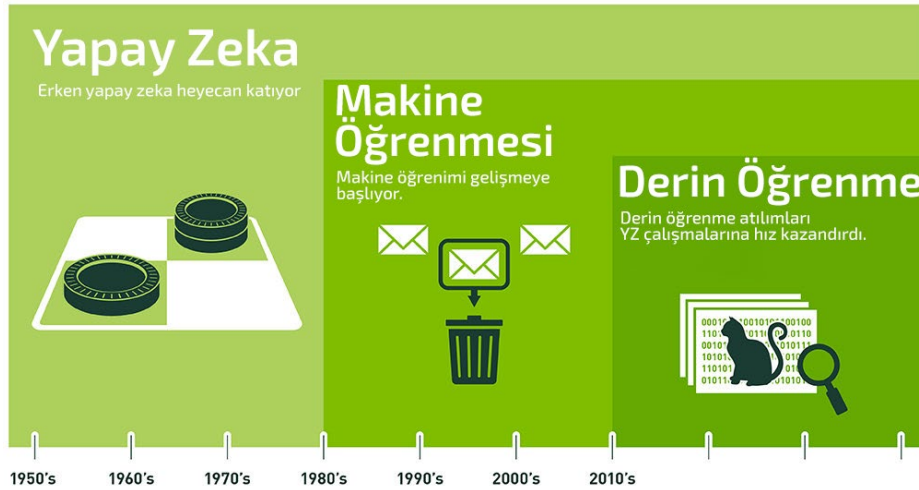 Yapay Zeka
Erken yapay zeka heyecan katıyor
Makine
Öğrenmesi
Makine öğrenimi gelişmeye
başlıyor.
Derin Öğrenme
Derin öğrenme atılımları
YZ çalışmalarına hız kazandırdı.
1950's 1960's 1970's 1980's 1990's 2000's 2010's